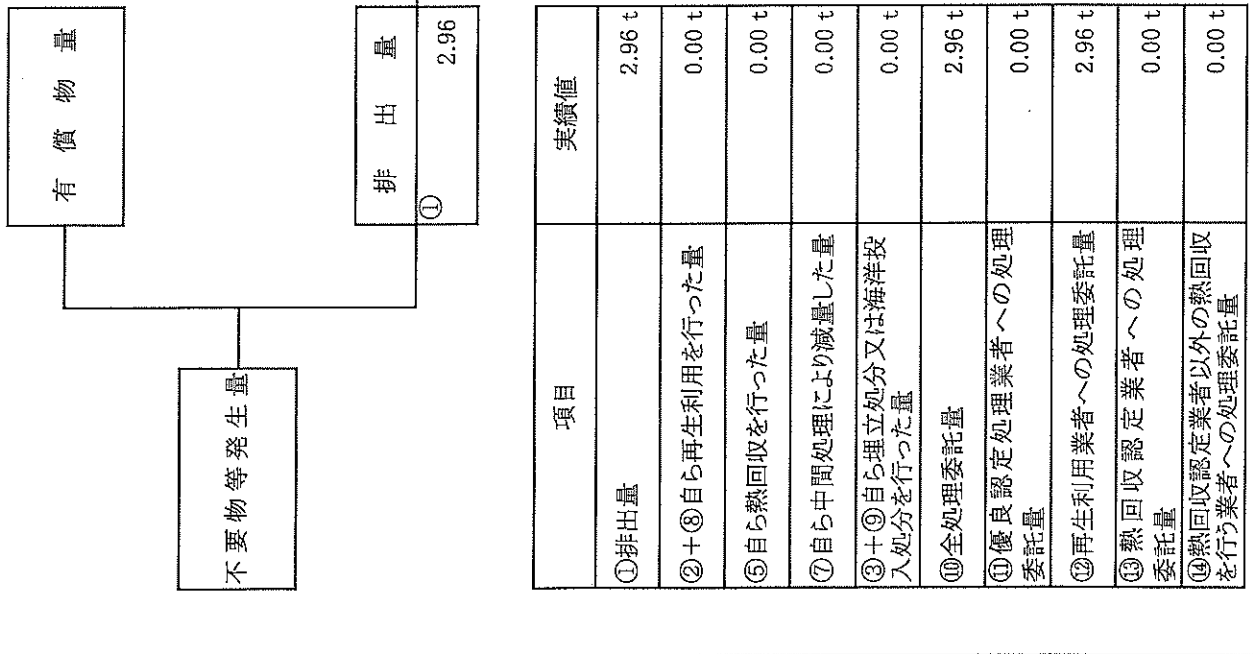 有償物量
不要物等発生量
排出量
①
2.96
項目 実績値
①排出量 2.96 t
②+⑧自ら再生利用を行った量 0.00 t
⑤自ら熱回収を行った量 0.00 t
⑦自ら中間処理により減量した量 0.00 t
③+⑨自ら埋立処分又は海洋投 0.00 t
入処分を行った量
⑩全処理委託量 2.96 t
⑪優良認定処理業者への処理 0.00 t
委託量
⑫再生利用業者への処理委託量 2.96 t
⑬熱回収認定業者への処理 0.00 t
委託量
⑭熱回収認定業者以外の熱回収 0.00 t
を行う業者への処理委託量